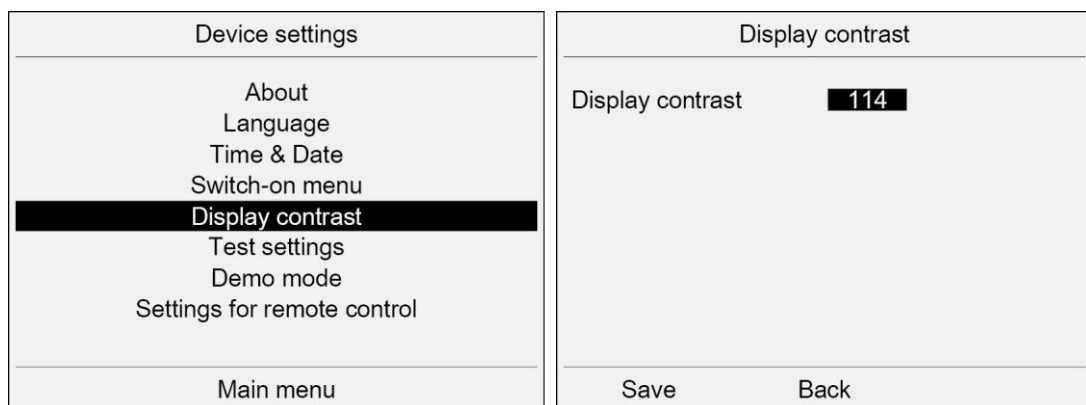 Device settings
About
Language
Time & Date
Switch-on menu
Display contrast
Test settings
Demo mode
Settings for remote control
Main menu
Display contrast
Display contrast 114
Save Back